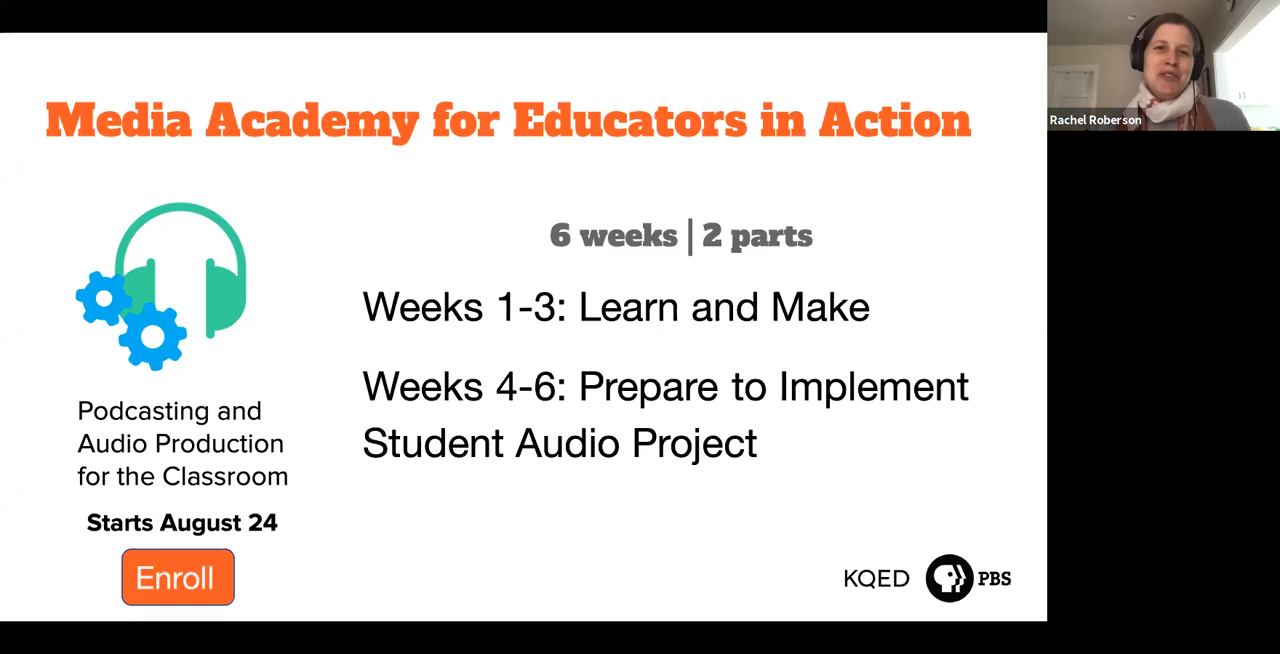 Media Academy for Educators in Action
Rachel Roberson
6 weeks | 2 parts
Weeks 1-3: Learn and Make
Weeks 4-6: Prepare to Implement
Student Audio Project
Podcasting and
Audio Production
for the Classroom
Starts August 24
Enroll
KQED
PBS